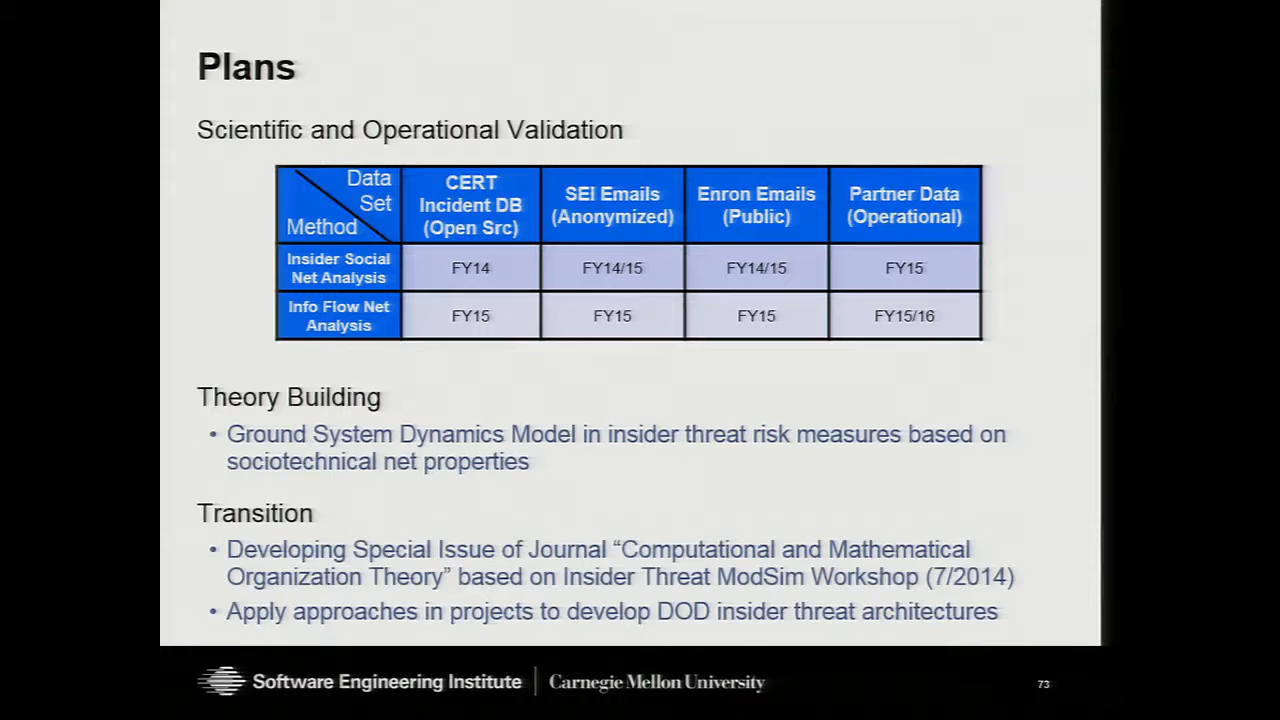 Plans
Scientific and Operational Validation
Data
Set
Method
CERT
Incident DB
(Open Src)
SEI Emails
(Anonymized)
Enron Emails
(Public)
Partner Data
(Operational)
Insider Social
Net Analysis
FY14
FY14/15
FY14/15
FY15
Info Flow Net
Analysis
FY15
FY15
FY15
FY15/16
Theory Building
• Ground System Dynamics Model in insider threat risk measures based on
sociotechnical net properties
Transition
• Developing Special Issue of Journal “Computational and Mathematical
Organization Theory” based on Insider Threat ModSim Workshop (7/2014)
• Apply approaches in projects to develop DOD insider threat architectures
Software Engineering Institute
Carnegie Mellon University
73